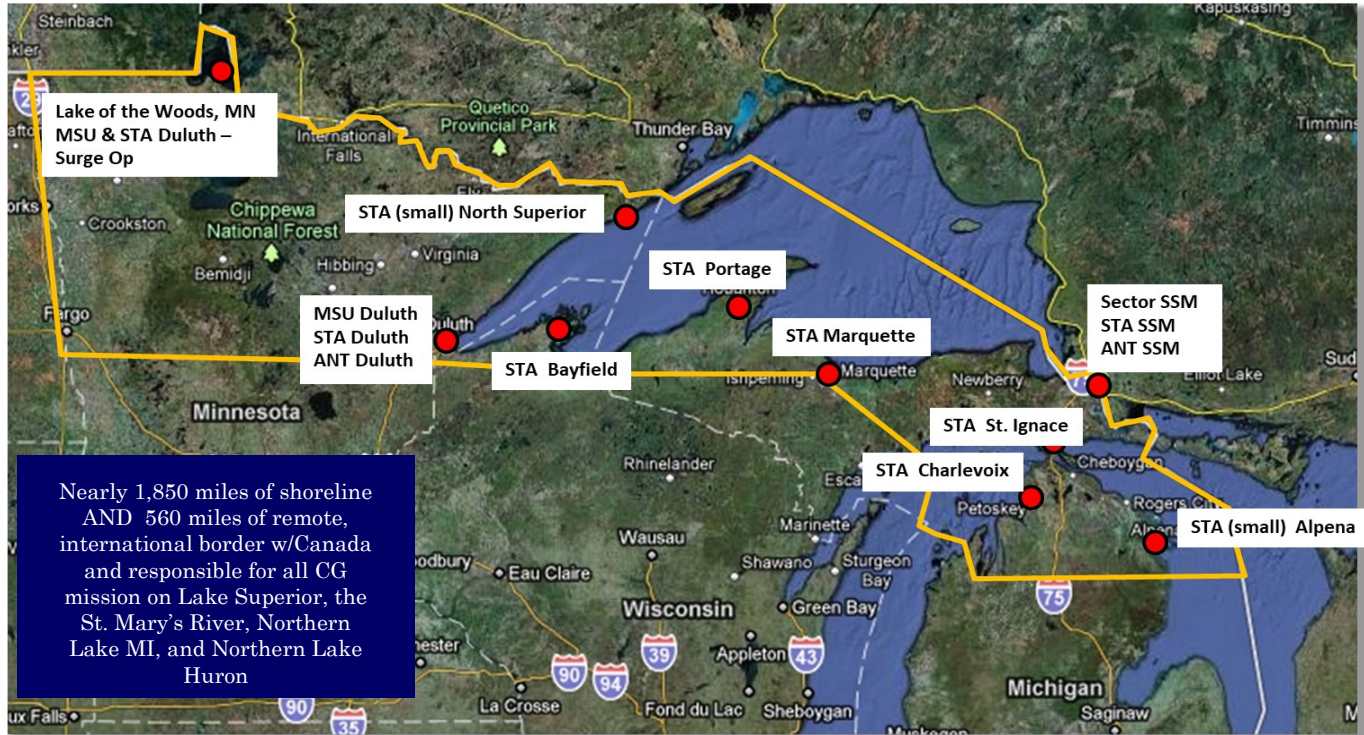 Steinbach
Kapuskasing
29
Lake of the Woods, MN
MSU & STA Duluth –
Surge Op
International
Falls
Quetico
Provincial Park
Thunder Bay
Crookston
Chippewa
National Forest
STA (small) North Superior
Bemidji
Hibbing
Virginia
STA Portage
Fargo
MSU Duluth
STA Duluth
ANT Duluth
STA Bayfield
STA Marquette
Ishpeming
Marquette
Newberry
Sector SSM
STA SSM
ANT SSM
Elliot Lake
Minnesota
STA St. Ignace
Rhinelander
STA Charlevoix
Cheboygan
Petoskey
Rogers City
STA (small) Alpena
Nearly 1,850 miles of shoreline
AND 560 miles of remote,
international border w/Canada
and responsible for all CG
mission on Lake Superior, the
St. Mary’s River, Northern
Lake MI, and Northern Lake
Huron
Marinette
Wausau
Shawano
Sturgeon
Bay
Eau Claire
Wisconsin
Green Bay
75
39
Appleton
43
90
94
Michigan
La Crosse
Fond du Lac
Sheboygan
Saginaw
90
35